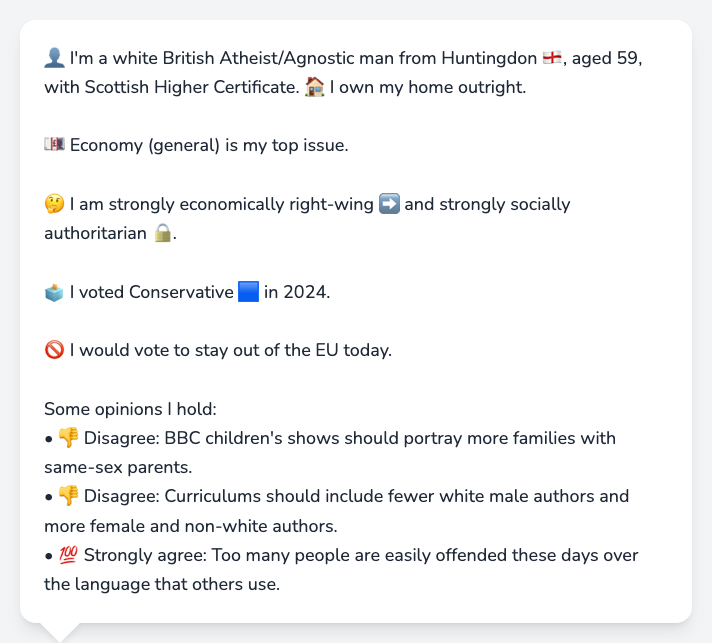 👤 I'm a white British Atheist/Agnostic man from Huntingdon 🏴󠁧󠁢󠁥󠁮󠁧󠁿, aged 59,
with Scottish Higher Certificate. 🏠 I own my home outright.
💷 Economy (general) is my top issue.
🤔 I am strongly economically right-wing ➡️ and strongly socially
authoritarian 🔒.
🗳️ I voted Conservative 🟦 in 2024.
🚫 I would vote to stay out of the EU today.
Some opinions I hold:
• 👎 Disagree: BBC children's shows should portray more families with
same-sex parents.
• 👎 Disagree: Curriculums should include fewer white male authors and
more female and non-white authors.
• 💯 Strongly agree: Too many people are easily offended these days over
the language that others use.